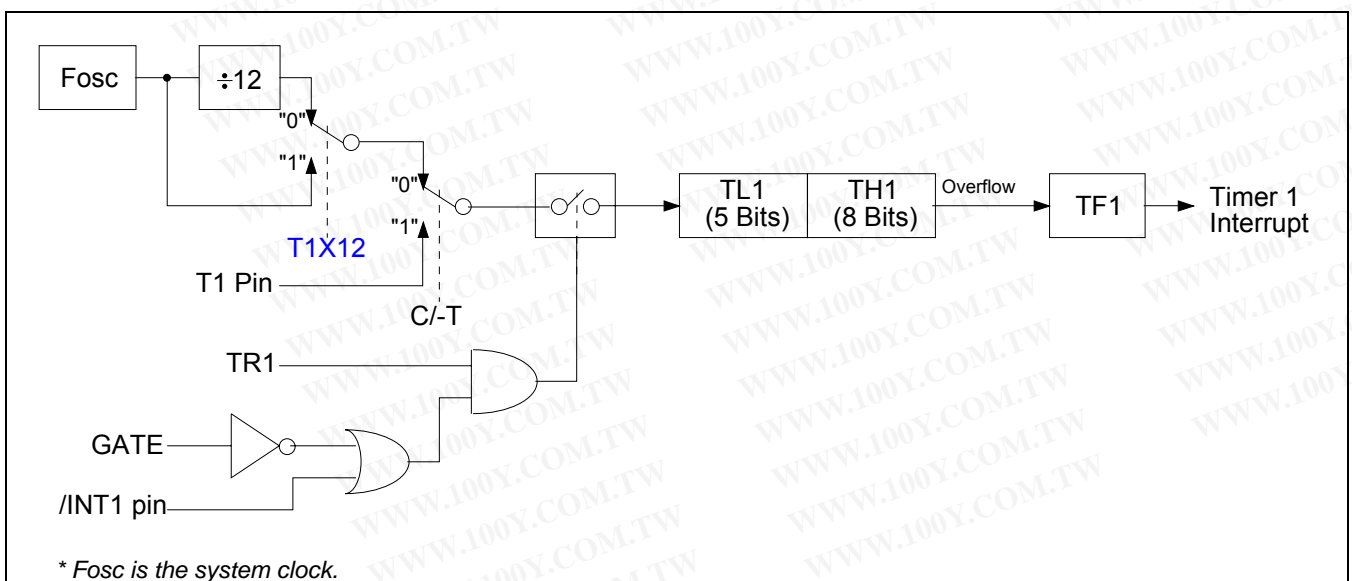 Fosc
÷12
"0"
"1"
T1X12
"0"
"1"
T1 Pin
C/-T
TL1
(5 Bits)
TH1
(8 Bits)
Overflow
TF1
Timer 1
Interrupt
TR1
GATE
/INT1 pin
* Fosc is the system clock.
WWW.100Y.COM.TW